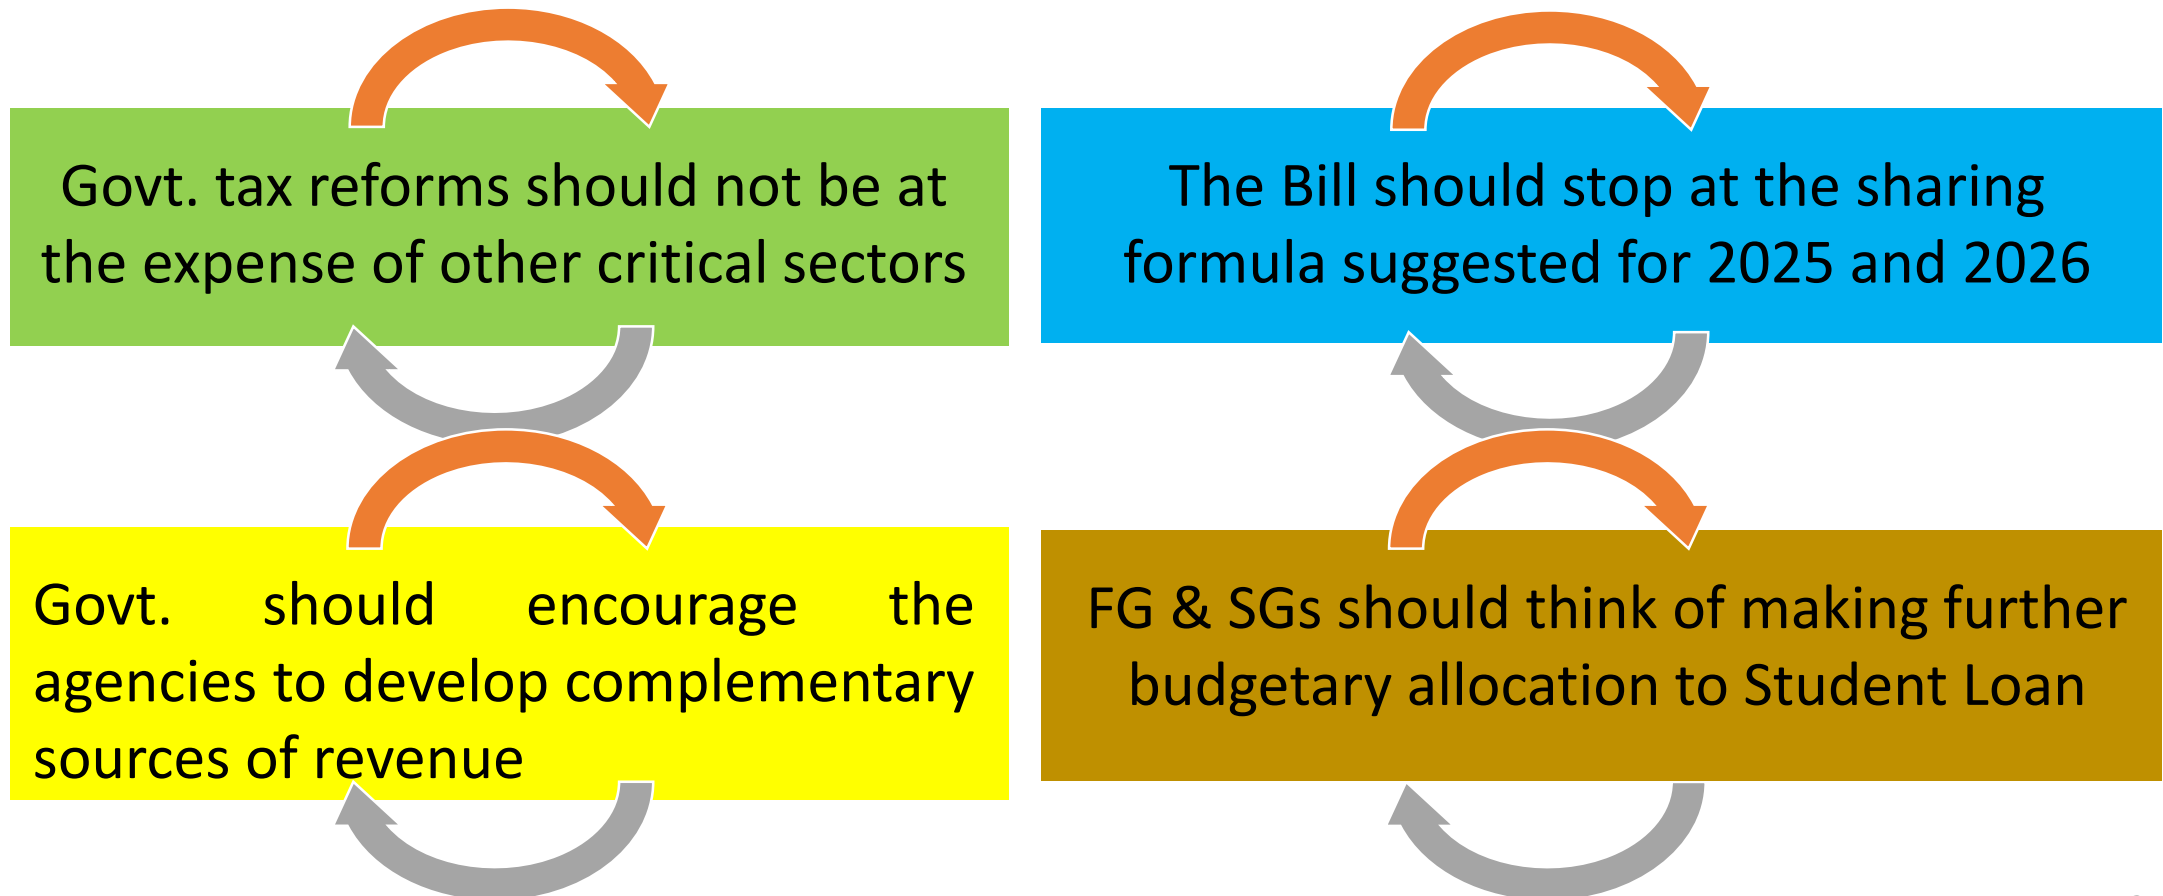 Govt. tax reforms should not be at
the expense of other critical sectors
The Bill should stop at the sharing
formula suggested for 2025 and 2026
Govt. should encourage the
agencies to develop complementary
sources of revenue
FG & SGs should think of making further
budgetary allocation to Student Loan